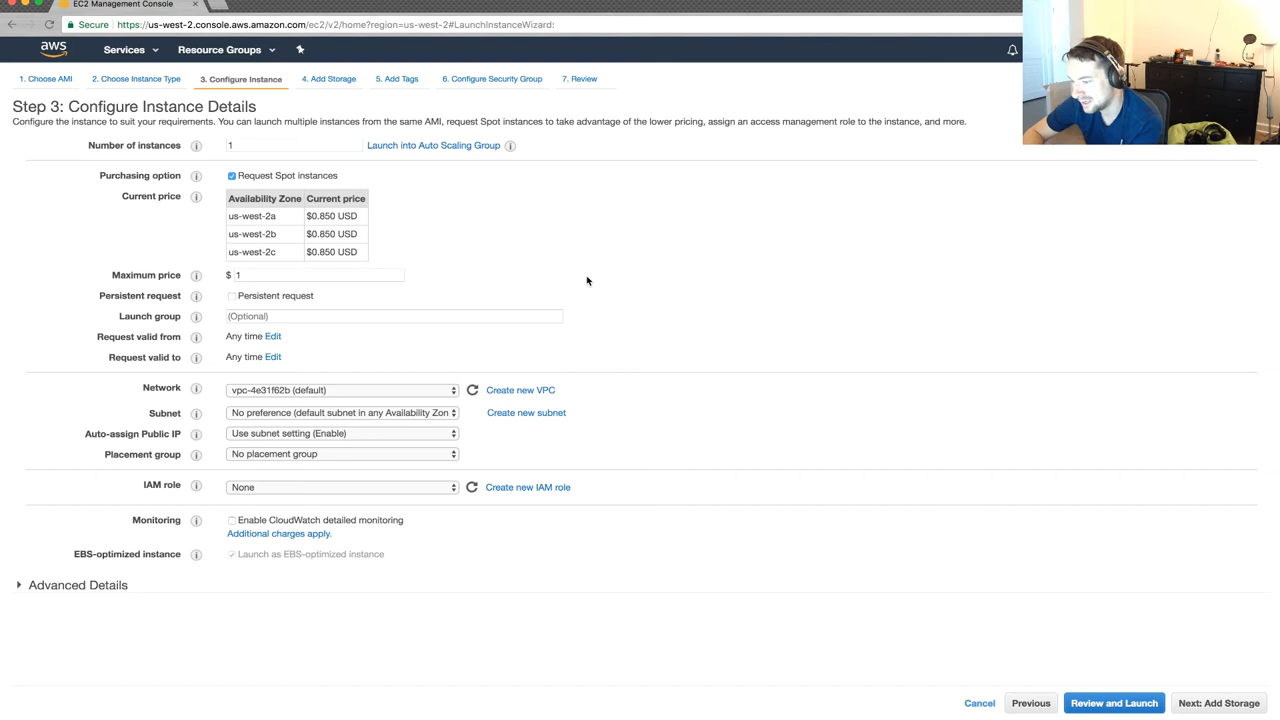 EC2 Management Console
Secure https://us-west-2.console.aws.amazon.com/ec2/v2/home?region=us-west-2#LaunchInstanceWizard:
aws Services Resource Groups
1. Choose AMI 2. Choose Instance Type 3. Configure Instance 4. Add Storage 5. Add Tags 6. Configure Security Group 7. Review
Step 3: Configure Instance Details
Configure the instance to suit your requirements. You can launch multiple instances from the same AMI, request Spot instances to take advantage of the lower pricing, assign an access management role to the instance, and more.
Number of instances i 1 Launch into Auto Scaling Group i
Purchasing option i Request Spot instances
Current price i
Availability Zone Current price
us-west-2a $0.850 USD
us-west-2b $0.850 USD
us-west-2c $0.850 USD
Maximum price i $ 1
Persistent request i Persistent request
Launch group i (Optional)
Request valid from i Any time Edit
Request valid to i Any time Edit
Network i vpc-4e31f62b (default) Create new VPC
Subnet i No preference (default subnet in any Availability Zon Create new subnet
Auto-assign Public IP i Use subnet setting (Enable)
Placement group i No placement group
IAM role i None Create new IAM role
Monitoring i Enable CloudWatch detailed monitoring
Additional charges apply.
EBS-optimized instance i Launch as EBS-optimized instance
Advanced Details
Cancel Previous Review and Launch Next: Add Storage